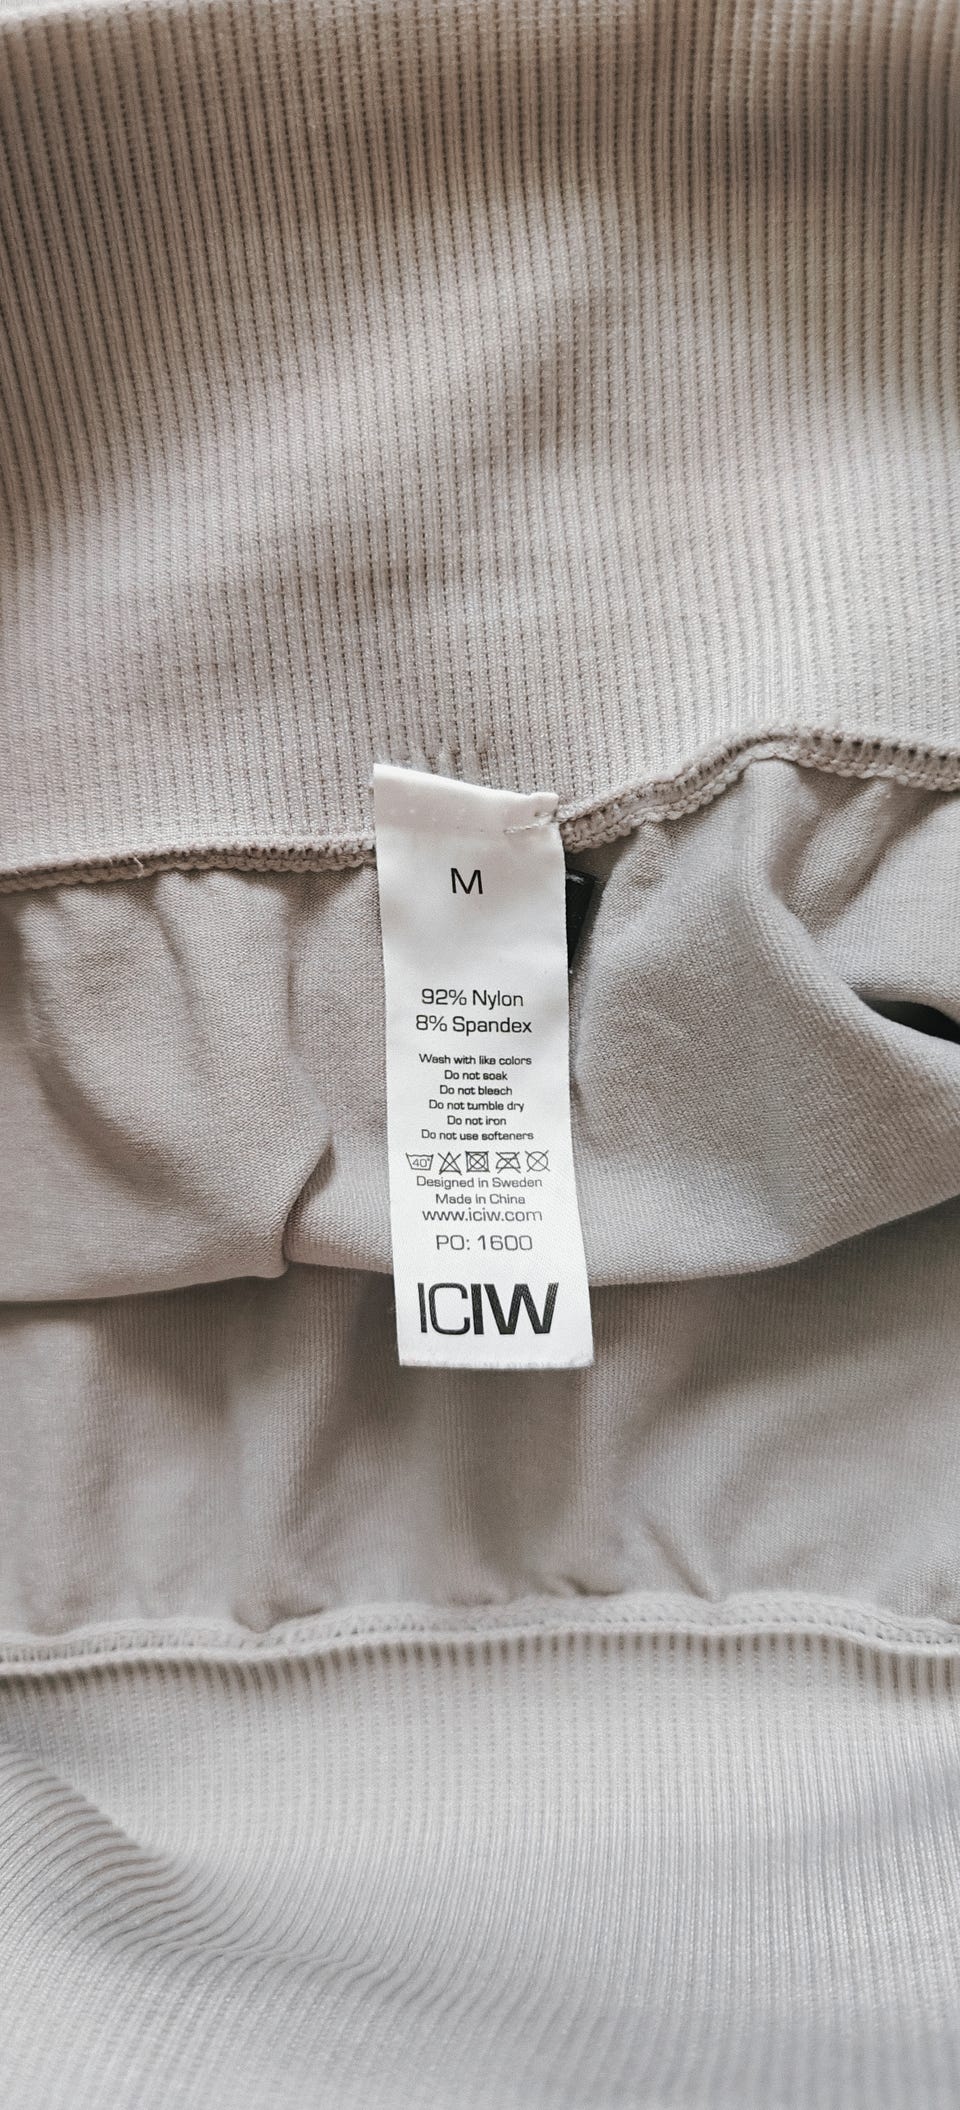 M
92% Nylon
8% Spandex
Wash with like colors
Do not soak
Do not bleach
Do not tumble dry
Do not iron
Do not use softeners
40°
Designed in Sweden
Made in China
www.iciw.com
PO: 1600
ICIW